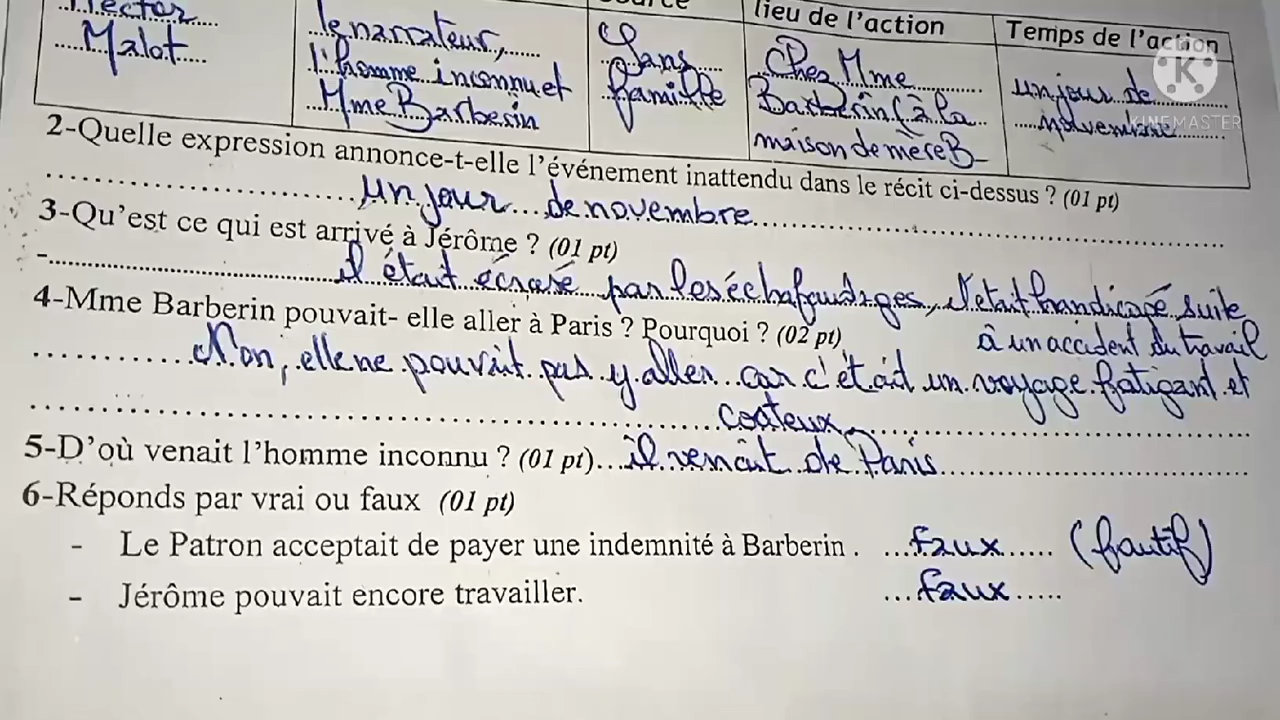 Hector
Malot
le narrateur,
l'homme inconnu et
Mme Barberin
Sans
famille
lieu de l'action
Chez Mme
Barberin (à la
maison de mère B-
Temps de l'action
un jour de
novembre
action
K
KINEMASTER
2-Quelle expression annonce-t-elle l'événement inattendu dans le récit ci-dessus ? (01 pt)
un jour de novembre
3-Qu'est ce qui est arrivé à Jérôme ? (01 pt)
- il était écrasé par les échafaudages, l'était handicapé suite
à un accident du travail
4-Mme Barberin pouvait- elle aller à Paris ? Pourquoi ? (02 pt)
Non, elle ne pouvait pas y aller car c'était un voyage fatigant et
coûteux
5-D'où venait l'homme inconnu ? (01 pt) il venait de Paris
6-Réponds par vrai ou faux (01 pt)
- Le Patron acceptait de payer une indemnité à Barberin . faux (fautif)
- Jérôme pouvait encore travailler. faux